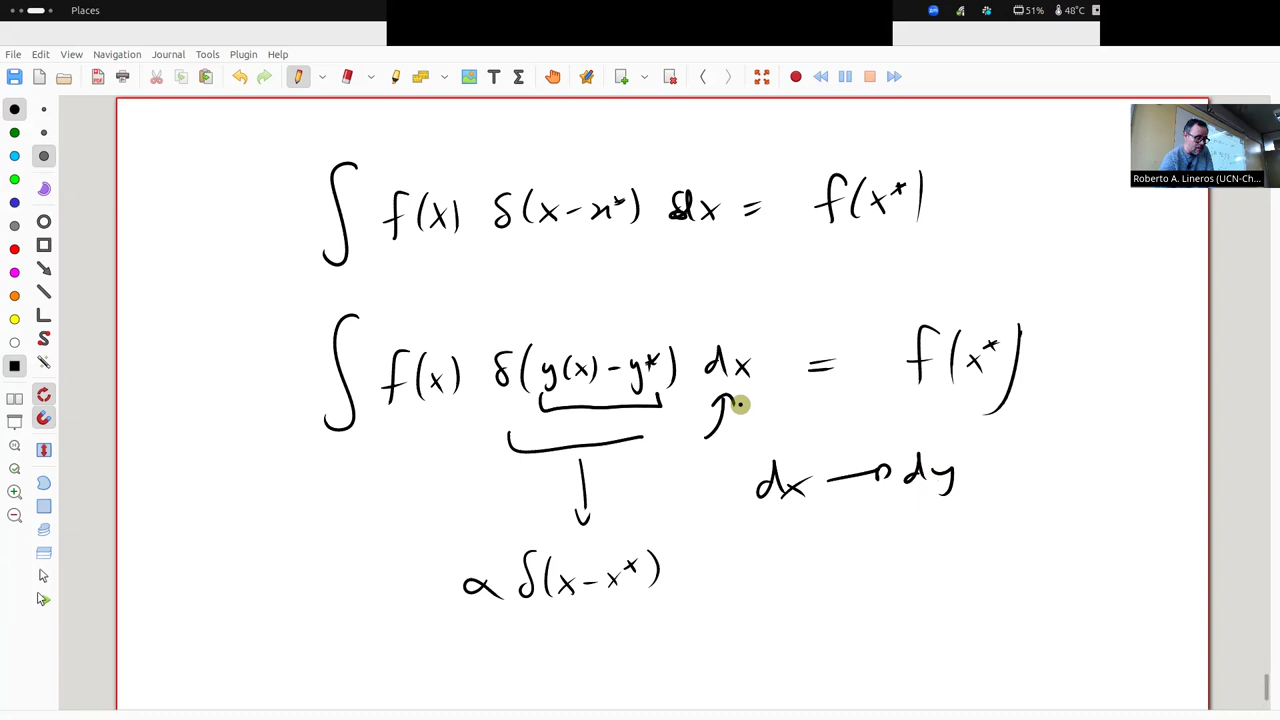 Places
51% 48°C
File Edit View Navigation Journal Tools Plugin Help
Roberto A. Lineros (UCN-Ch...
∫ f(x) δ(x-x*) dx = f(x*)
∫ f(x) δ(y(x)-y*) dx = f(x*)
dx → dy
∝ δ(x-x*)